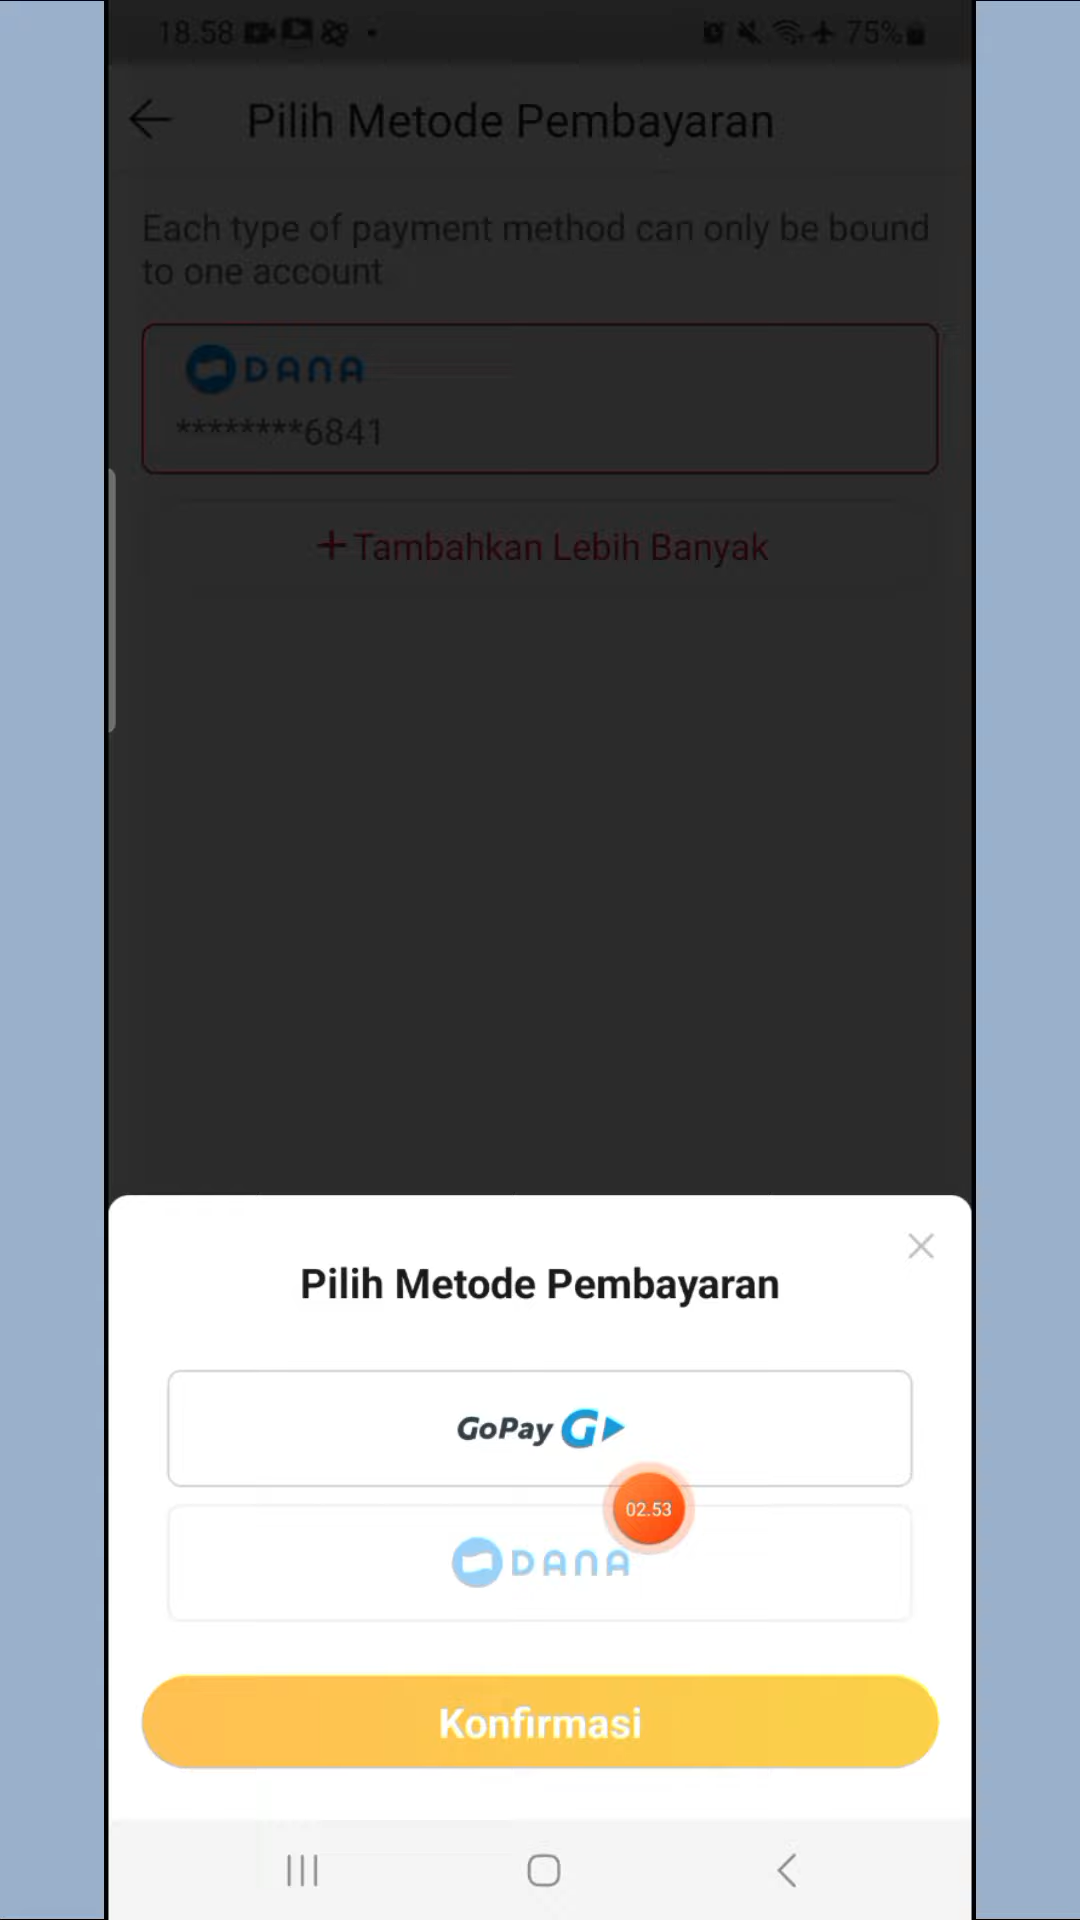 18.58
75%
Pilih Metode Pembayaran
Each type of payment method can only be bound
to one account
DANA
********6841
+Tambahkan Lebih Banyak
Pilih Metode Pembayaran
GoPay
02.53
DANA
Konfirmasi